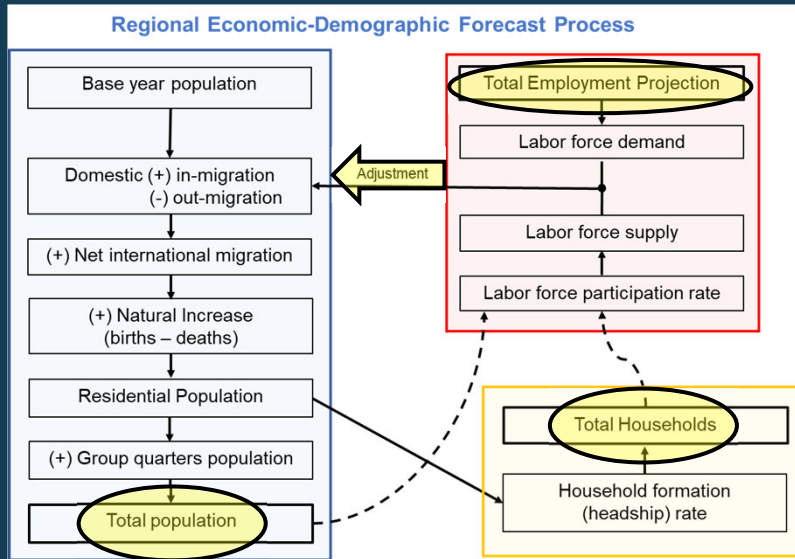 Regional Economic-Demographic Forecast Process
Base year population
Domestic (+) in-migration
(-) out-migration
(+) Net international migration
(+) Natural Increase
(births – deaths)
Residential Population
(+) Group quarters population
Total population
Adjustment
Total Employment Projection
Labor force demand
Labor force supply
Labor force participation rate
Total Households
Household formation
(headship) rate